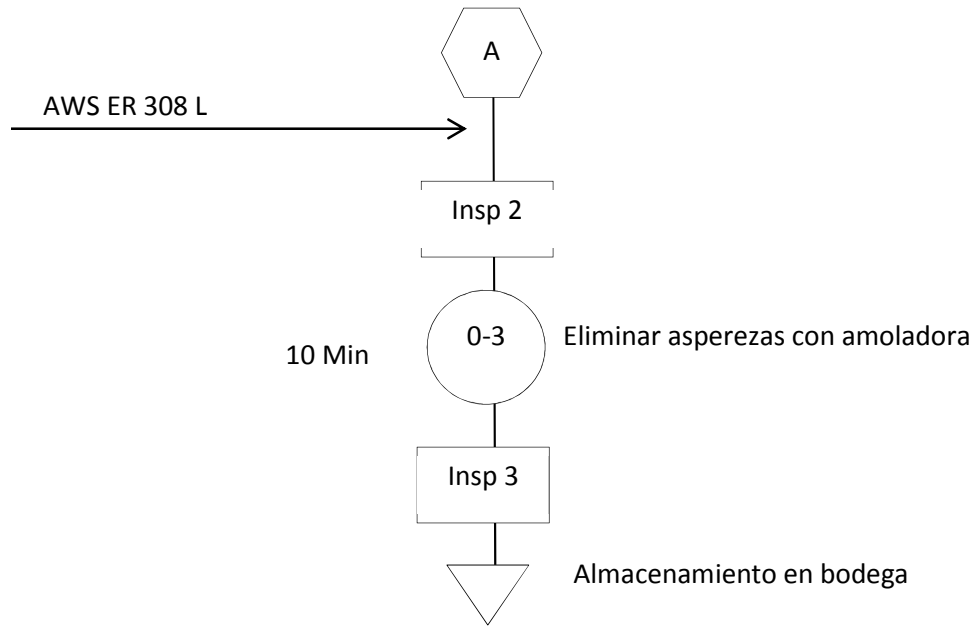 A
AWS ER 308 L
Insp 2
0-3
Eliminar asperezas con amoladora
10 Min
Insp 3
Almacenamiento en bodega